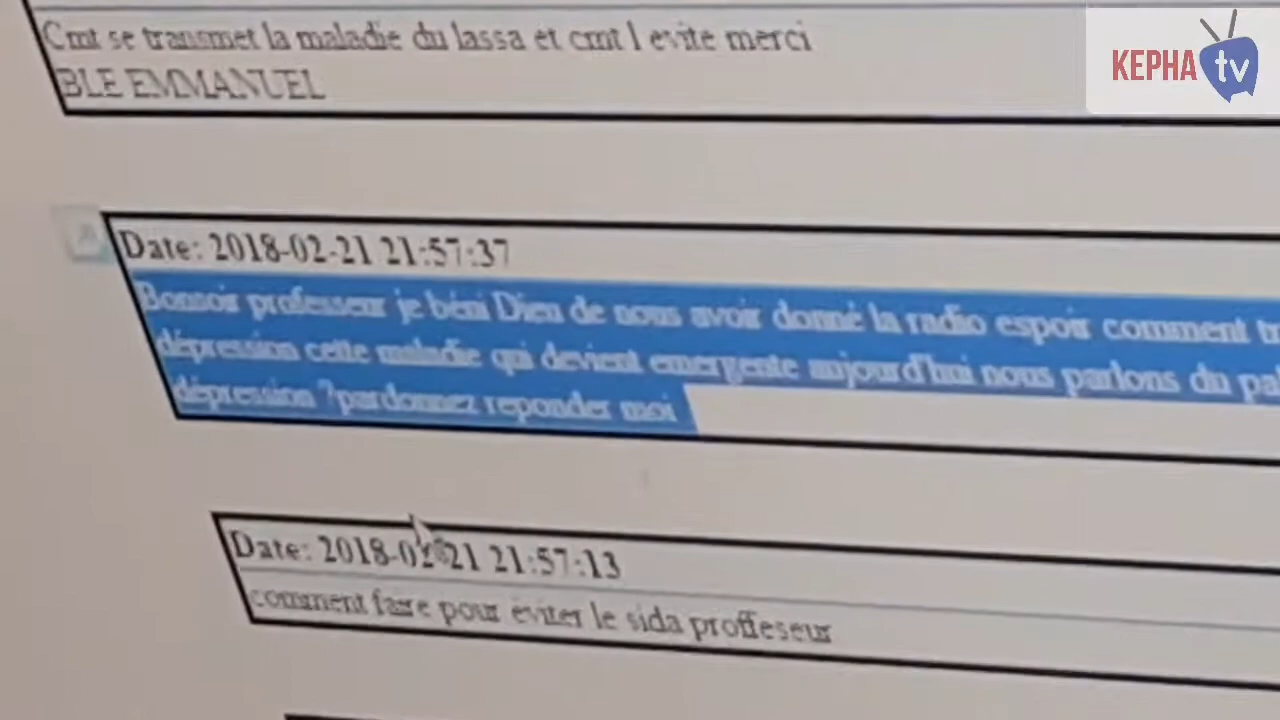 Cmt se transmet la maladie du lassa et cmt l evite merci
BLE EMMANUEL
KEPHA tv
Date: 2018-02-21 21:57:37
Bonsoir professeur je béni Dieu de nous avoir donné la radio espoir comment
dépression cette maladie qui devient emergente aujourd'hui nous parlons du
dépression ?pardonnez reponder moi
Date: 2018-02-21 21:57:13
comment faire pour éviter le sida proffeseur